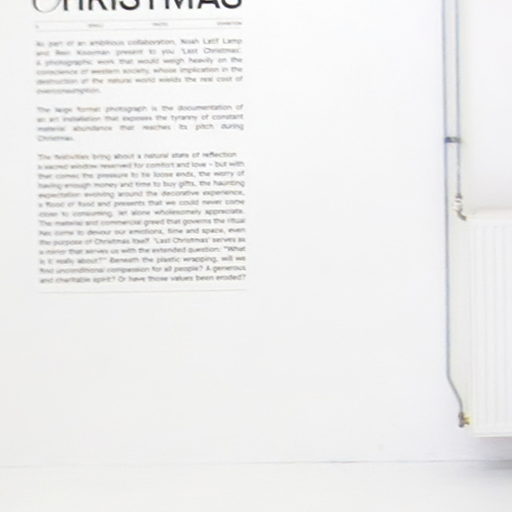 CHRISTMAS
A SINGLE PHOTO EXHIBITION
As part of an ambitious collaboration, Noah Latif Lamp
and Ben Kooiman present to you 'Last Christmas'.
A photographic work that would weigh heavily on the
conscience of western society, whose implication in the
destruction of the natural world wields the real cost of
overconsumption.
The large format photograph is the documentation of
an art installation that exposes the tyranny of constant
material abundance that reaches its pitch during
Christmas.
The festivities bring about a natural state of reflection
a sacred window reserved for comfort and love – but with
that comes the pressure to tie loose ends, the worry of
having enough money and time to buy gifts, the haunting
expectation evolving around the decorative experience,
a flood of food and presents that we could never come
close to consuming, let alone wholesomely appreciate.
The material and commercial greed that governs the ritual
has come to devour our emotions, time and space, even
the purpose of Christmas itself. 'Last Christmas' serves as
a mirror that serves us with the extended question: "What
is it really about?" Beneath the plastic wrapping, will we
find unconditional compassion for all people? A generous
and charitable spirit? Or have those values been eroded?